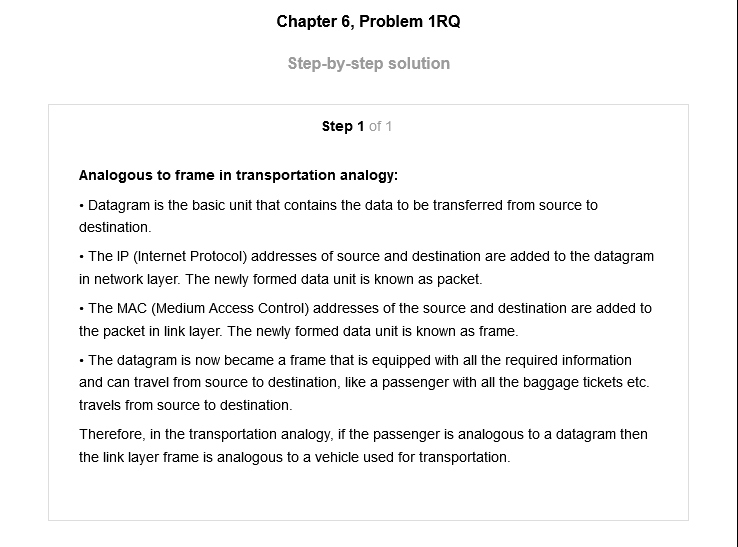 Chapter 6, Problem 1RQ
Step-by-step solution
Step 1 of 1
Analogous to frame in transportation analogy:
• Datagram is the basic unit that contains the data to be transferred from source to
destination.
• The IP (Internet Protocol) addresses of source and destination are added to the datagram
in network layer. The newly formed data unit is known as packet.
• The MAC (Medium Access Control) addresses of the source and destination are added to
the packet in link layer. The newly formed data unit is known as frame.
• The datagram is now became a frame that is equipped with all the required information
and can travel from source to destination, like a passenger with all the baggage tickets etc.
travels from source to destination.
Therefore, in the transportation analogy, if the passenger is analogous to a datagram then
the link layer frame is analogous to a vehicle used for transportation.